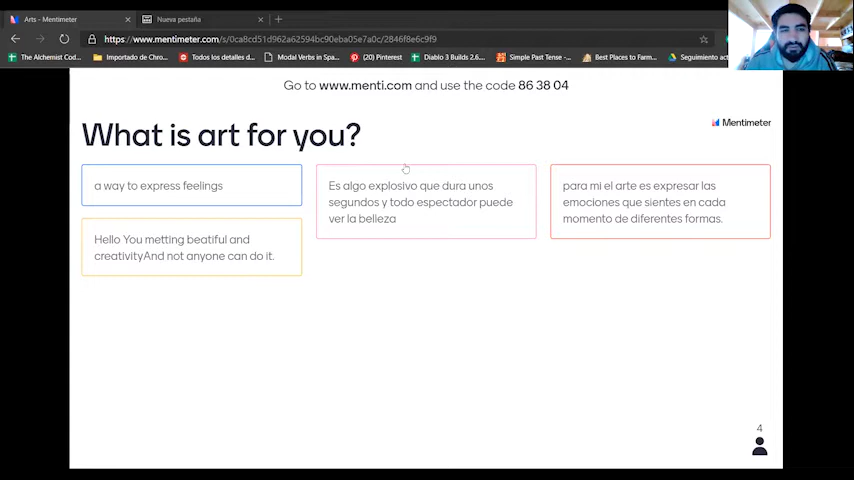 Arts - Mentimeter
Nueva pestaña
https://www.mentimeter.com/s/0ca8cd51d962a62594bc90eba05e7a0c/2846f8e6c9f9
The Alchemist Cod...
Importado de Chro...
Todos los detalles d...
Modal Verbs in Spa...
(20) Pinterest
Diablo 3 Builds 2.6....
Simple Past Tense -...
Best Places to Farm...
Seguimiento act
Go to www.menti.com and use the code 86 38 04
What is art for you?
Mentimeter
a way to express feelings
Hello You metting beatiful and
creativityAnd not anyone can do it.
Es algo explosivo que dura unos
segundos y todo espectador puede
ver la belleza
para mi el arte es expresar las
emociones que sientes en cada
momento de diferentes formas.
4